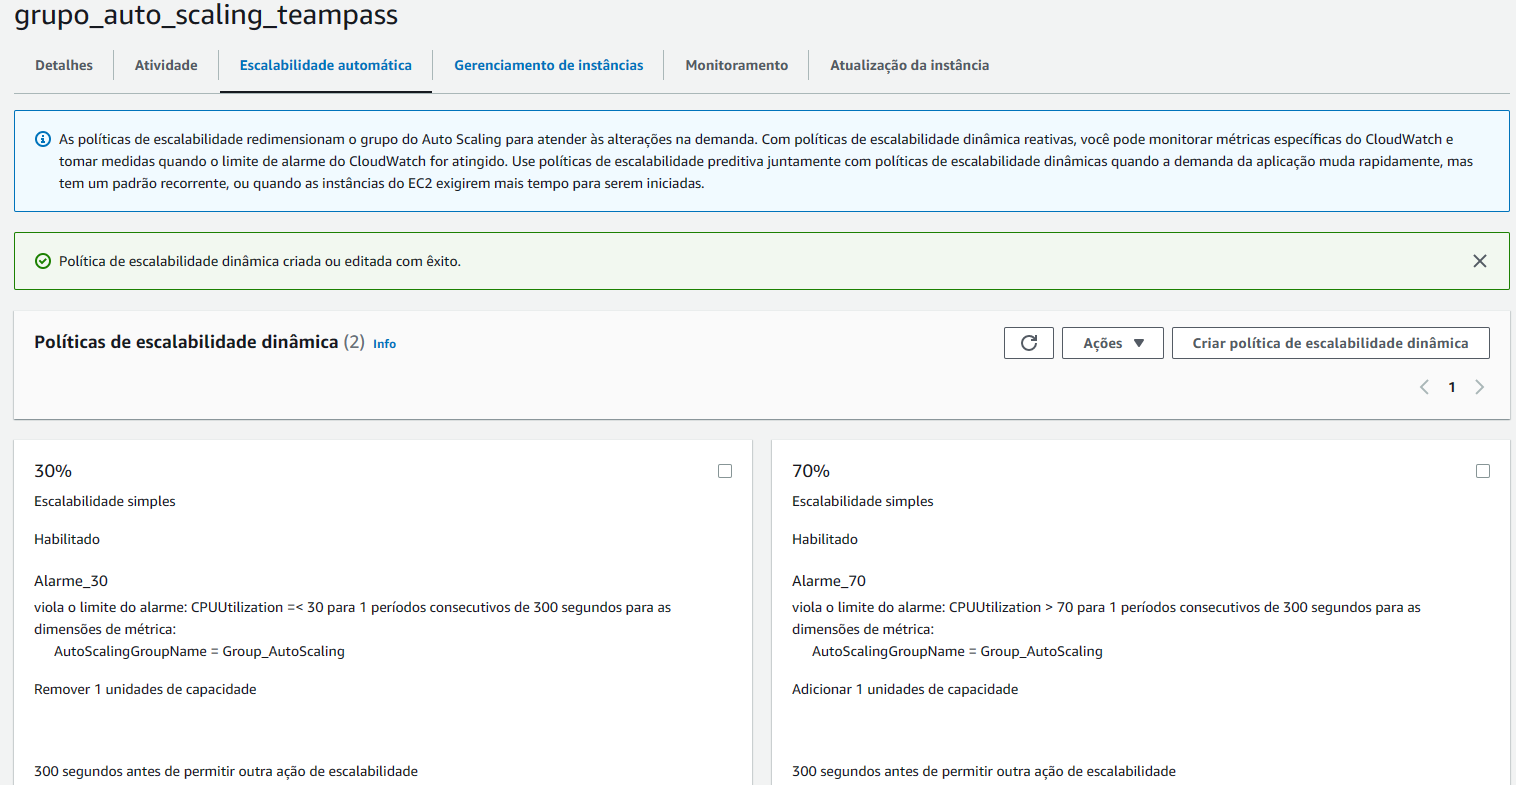 grupo_auto_scaling_teampass
Detalhes
Atividade
Escalabilidade automática
Gerenciamento de instâncias
Monitoramento
Atualização da instância
As políticas de escalabilidade redimensionam o grupo do Auto Scaling para atender às alterações na demanda. Com políticas de escalabilidade dinâmica reativas, você pode monitorar métricas específicas do CloudWatch e
tomar medidas quando o limite de alarme do CloudWatch for atingido. Use políticas de escalabilidade preditiva juntamente com políticas de escalabilidade dinâmicas quando a demanda da aplicação muda rapidamente, mas
tem um padrão recorrente, ou quando as instâncias do EC2 exigirem mais tempo para serem iniciadas.
Política de escalabilidade dinâmica criada ou editada com êxito.
Políticas de escalabilidade dinâmica (2) Info
Ações
Criar política de escalabilidade dinâmica
1
30%
Escalabilidade simples
Habilitado
Alarme_30
viola o limite do alarme: CPUUtilization =< 30 para 1 períodos consecutivos de 300 segundos para as
dimensões de métrica:
AutoScalingGroupName = Group_AutoScaling
Remover 1 unidades de capacidade
300 segundos antes de permitir outra ação de escalabilidade
70%
Escalabilidade simples
Habilitado
Alarme_70
viola o limite do alarme: CPUUtilization > 70 para 1 períodos consecutivos de 300 segundos para as
dimensões de métrica:
AutoScalingGroupName = Group_AutoScaling
Adicionar 1 unidades de capacidade
300 segundos antes de permitir outra ação de escalabilidade